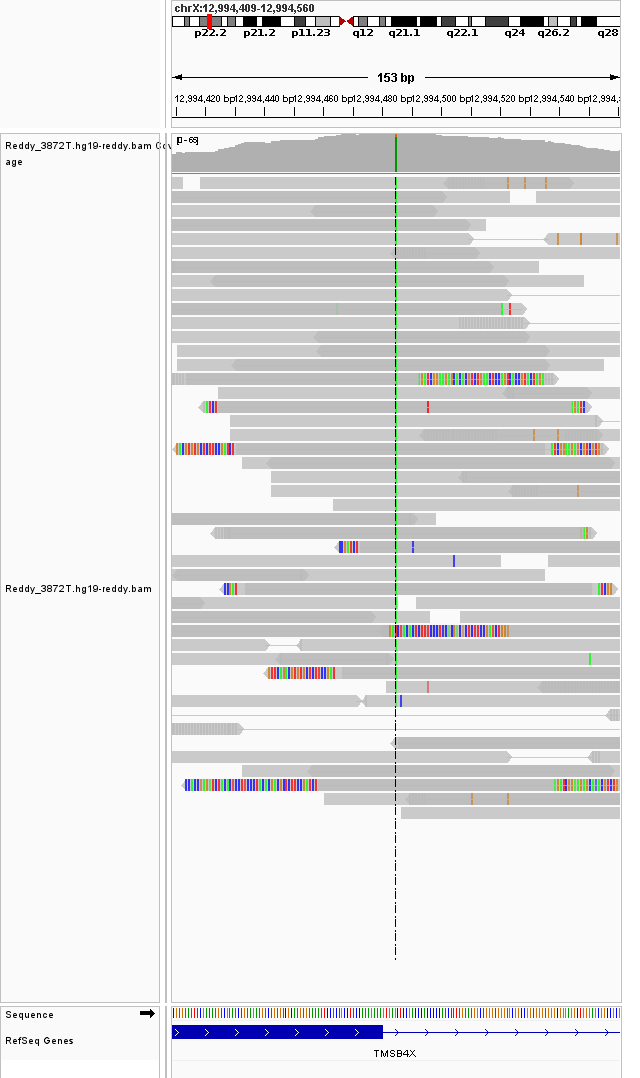 chrX:12,994,409-12,994,560
p22.2 p21.2 p11.23 q12 q21.1 q22.1 q24 q26.2 q28
153 bp
12,994,420 bp 12,994,440 bp 12,994,460 bp 12,994,480 bp 12,994,500 bp 12,994,520 bp 12,994,540 bp
Reddy_3872T.hg19-reddy.bam Cov
age
[0 - 69]
Reddy_3872T.hg19-reddy.bam
Sequence
RefSeq Genes
TMSB4X